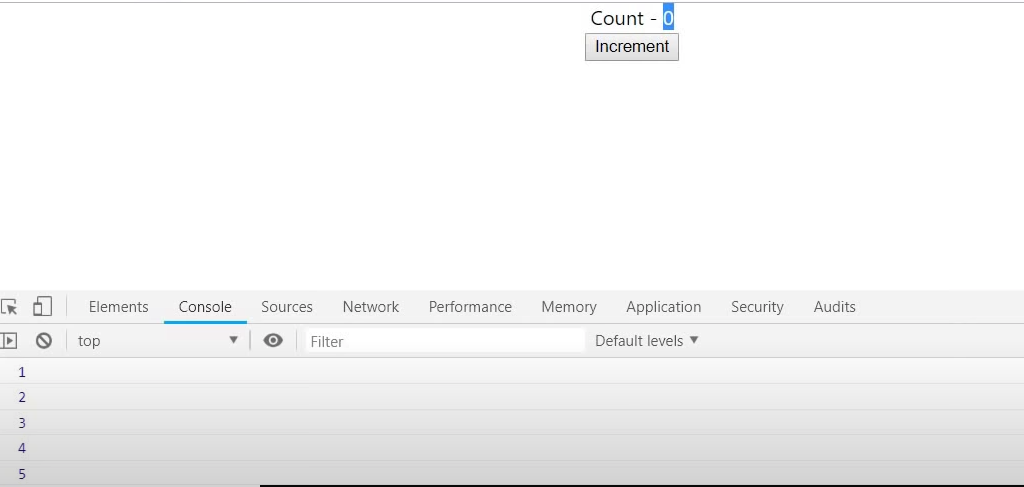 Count - 0
Increment
Elements Console Sources Network Performance Memory Application Security Audits
top Filter Default levels
1
2
3
4
5